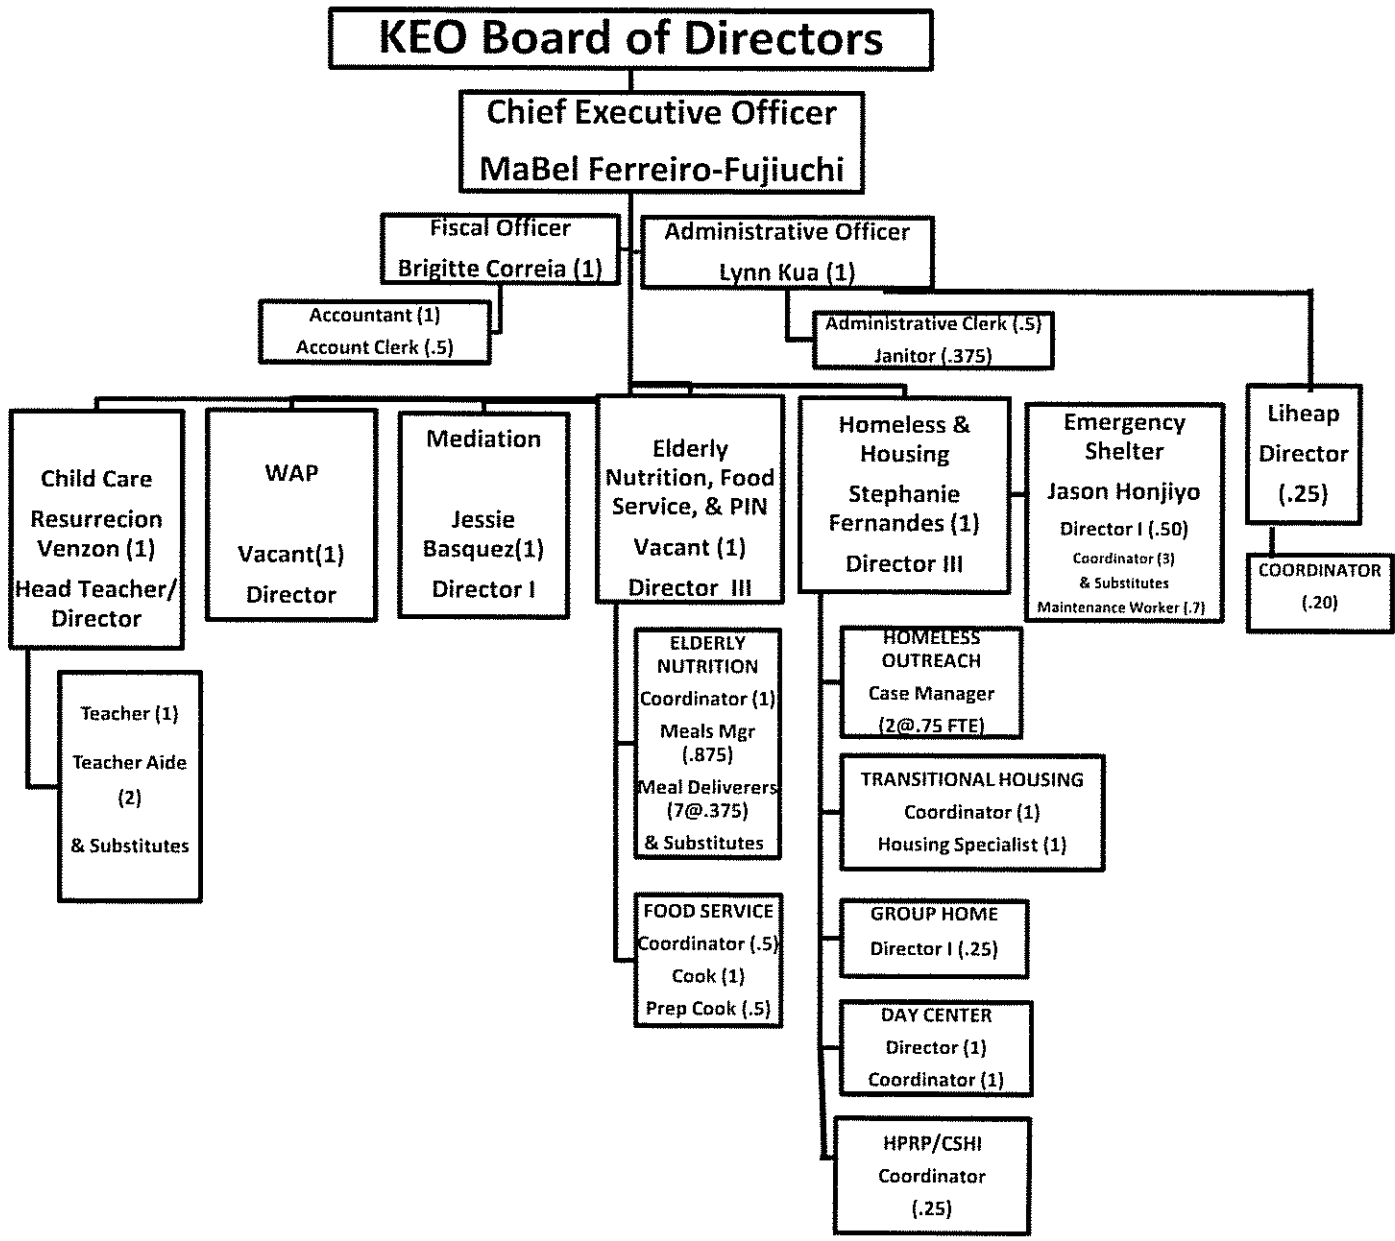 KEO Board of Directors
Chief Executive Officer
MaBel Ferreiro-Fujiuchi
Fiscal Officer
Brigitte Correia (1)
Administrative Officer
Lynn Kua (1)
Accountant (1)
Account Clerk (.5)
Administrative Clerk (.5)
Janitor (.375)
Child Care
Resurrecion
Venzon (1)
Head Teacher/
Director
WAP
Vacant(1)
Director
Mediation
Jessie
Basquez(1)
Director I
Elderly
Nutrition, Food
Service, & PIN
Vacant (1)
Director III
Homeless &
Housing
Stephanie
Fernandes (1)
Director III
Emergency
Shelter
Jason Honjiyo
Director I (.50)
Coordinator (3)
& Substitutes
Maintenance Worker (.7)
Liheap
Director
(.25)
COORDINATOR
(.20)
Teacher (1)
Teacher Aide
(2)
& Substitutes
ELDERLY
NUTRITION
Coordinator (1)
Meals Mgr
(.875)
Meal Deliverers
(7@.375)
& Substitutes
FOOD SERVICE
Coordinator (.5)
Cook (1)
Prep Cook (.5)
HOMELESS
OUTREACH
Case Manager
(2@.75 FTE)
TRANSITIONAL HOUSING
Coordinator (1)
Housing Specialist (1)
GROUP HOME
Director I (.25)
DAY CENTER
Director (1)
Coordinator (1)
HPRP/CSHI
Coordinator
(.25)